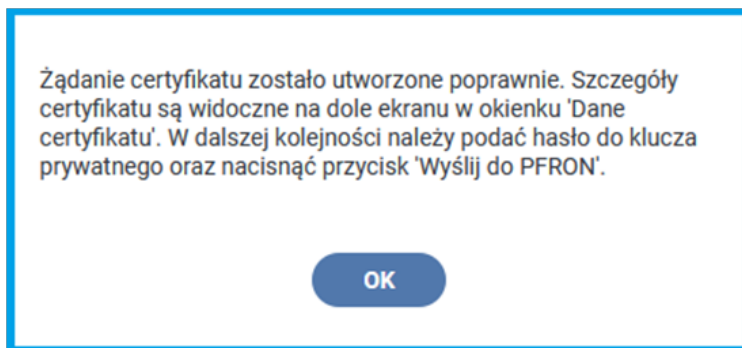 Żądanie certyfikatu zostało utworzone poprawnie. Szczegóły
certyfikatu są widoczne na dole ekranu w okienku 'Dane
certyfikatu'. W dalszej kolejności należy podać hasło do klucza
prywatnego oraz nacisnąć przycisk 'Wyślij do PFRON'.
OK